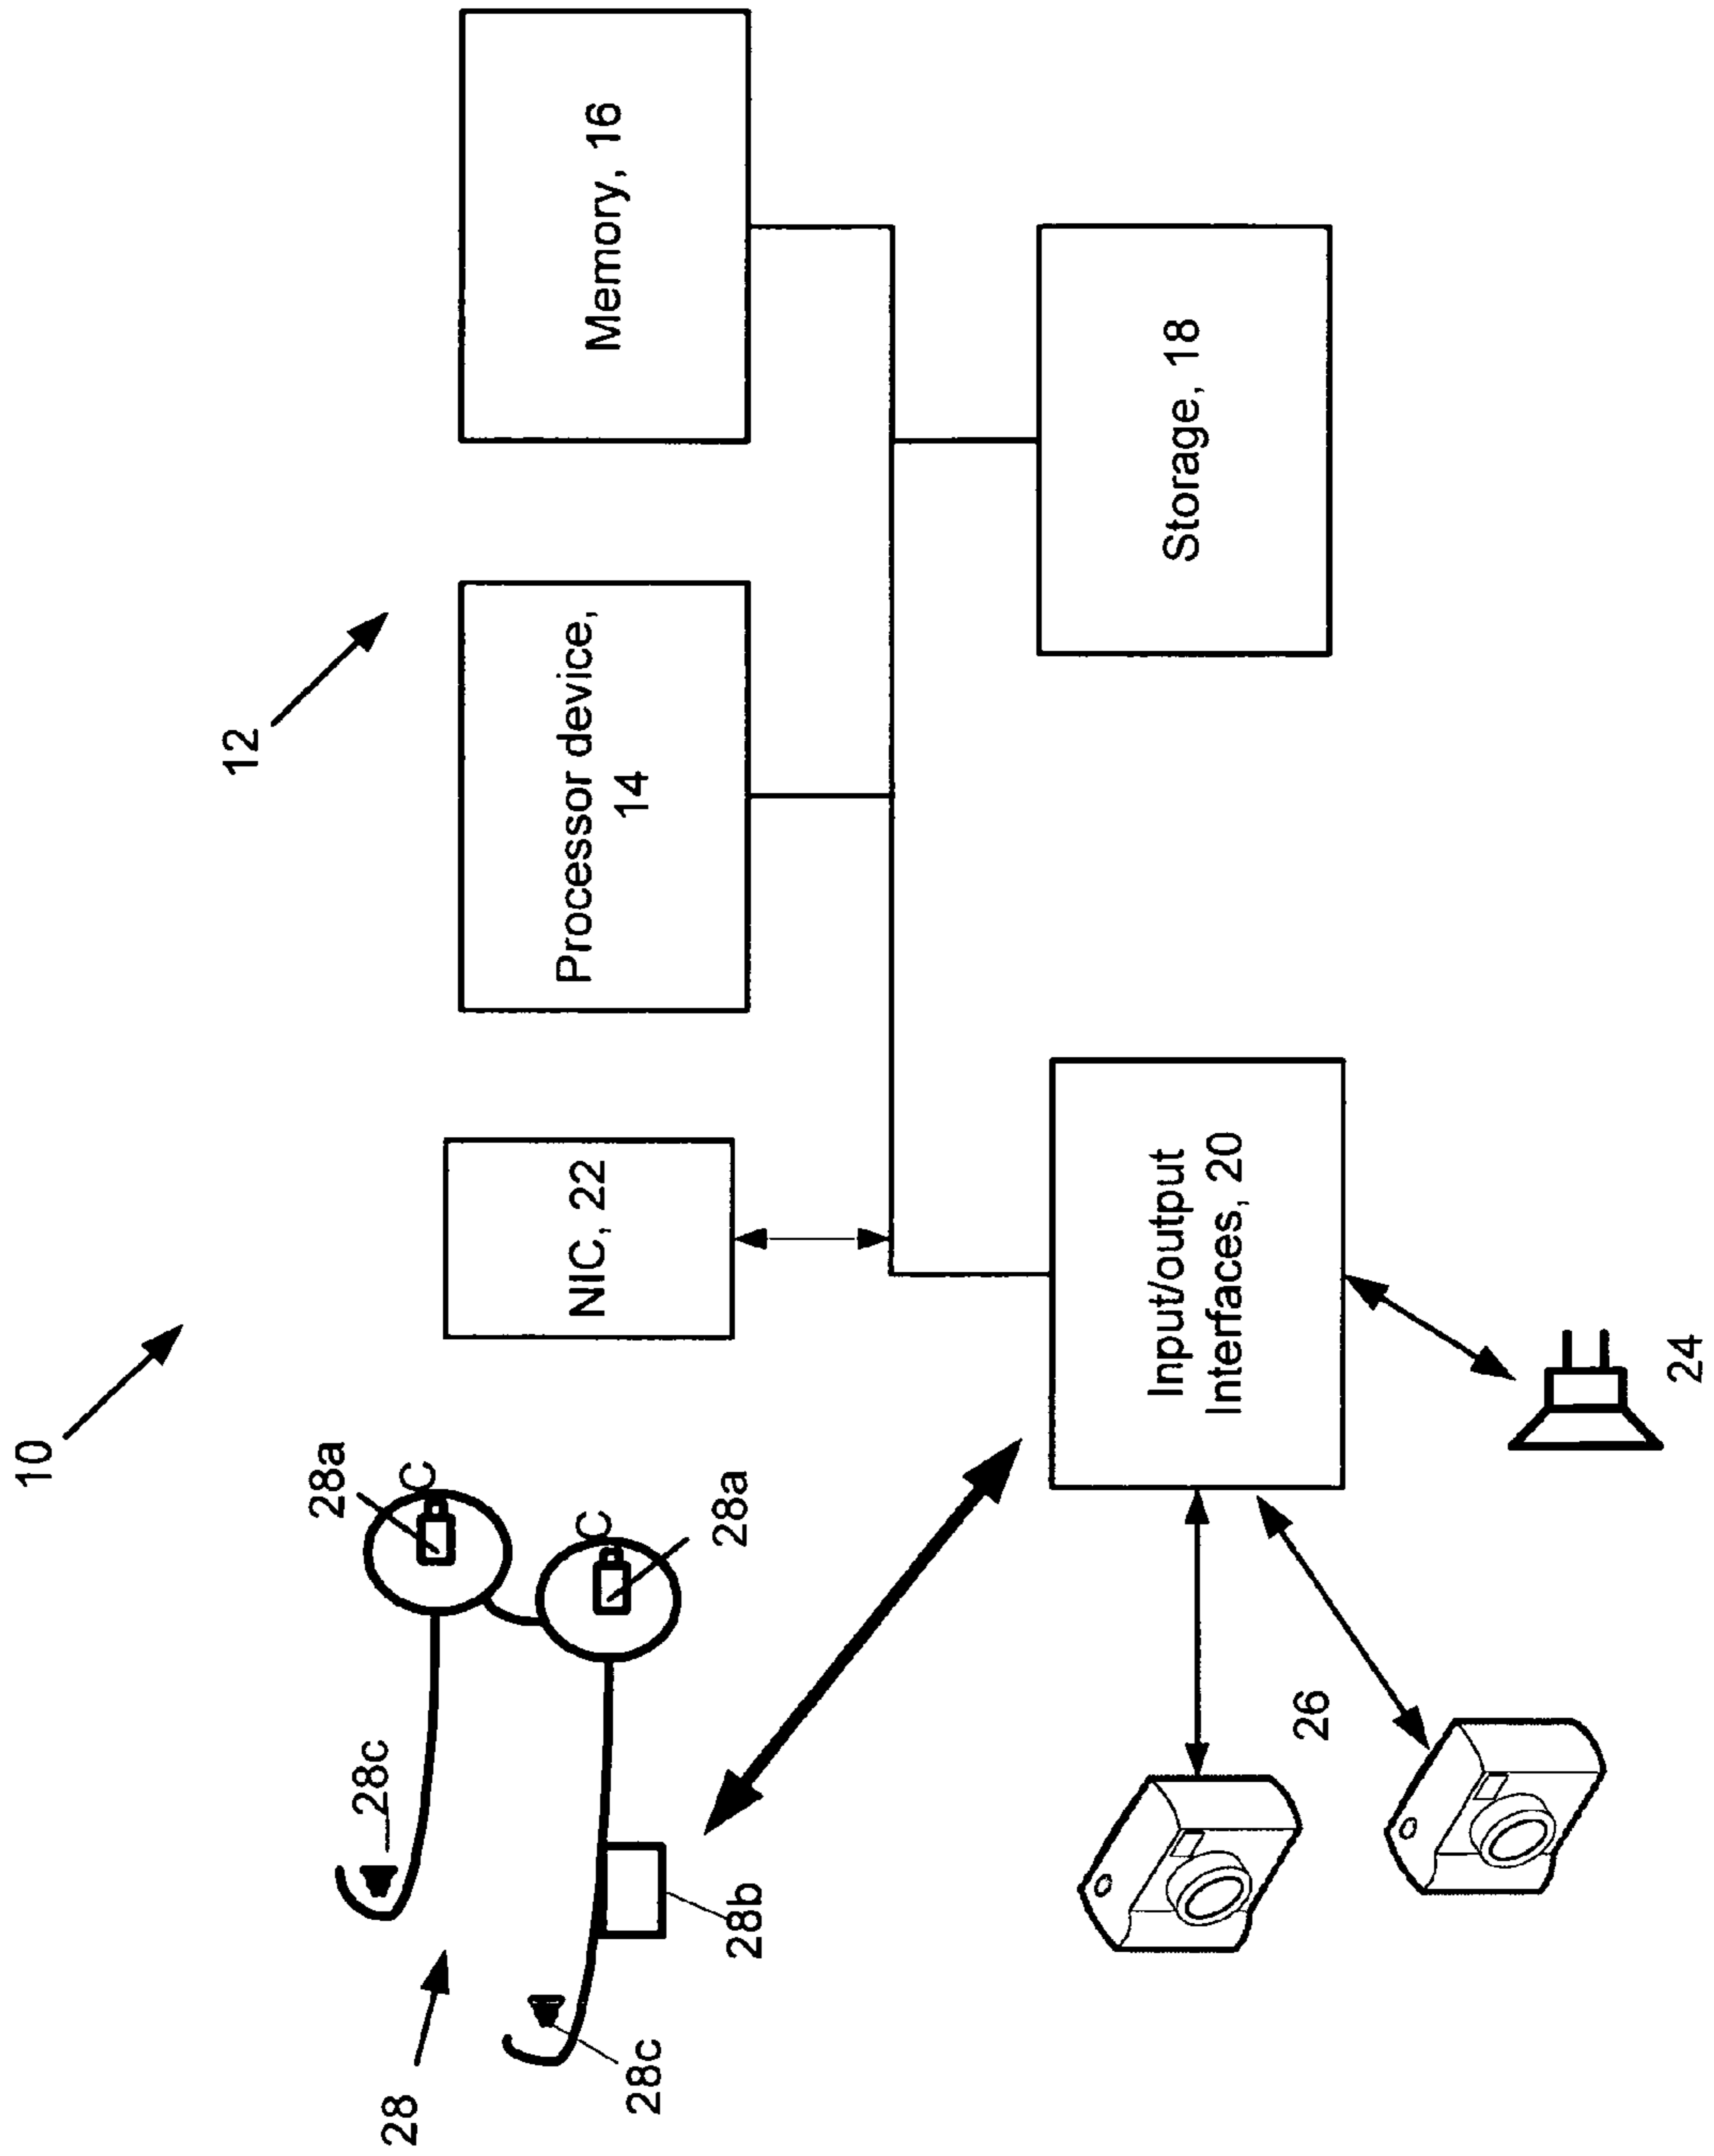 10
12
28
28c
28a
C
28c
28b
C
28a
NIC, 22
Processor device,
14
Memory, 16
Input/output
Interfaces, 20
Storage, 18
26
24